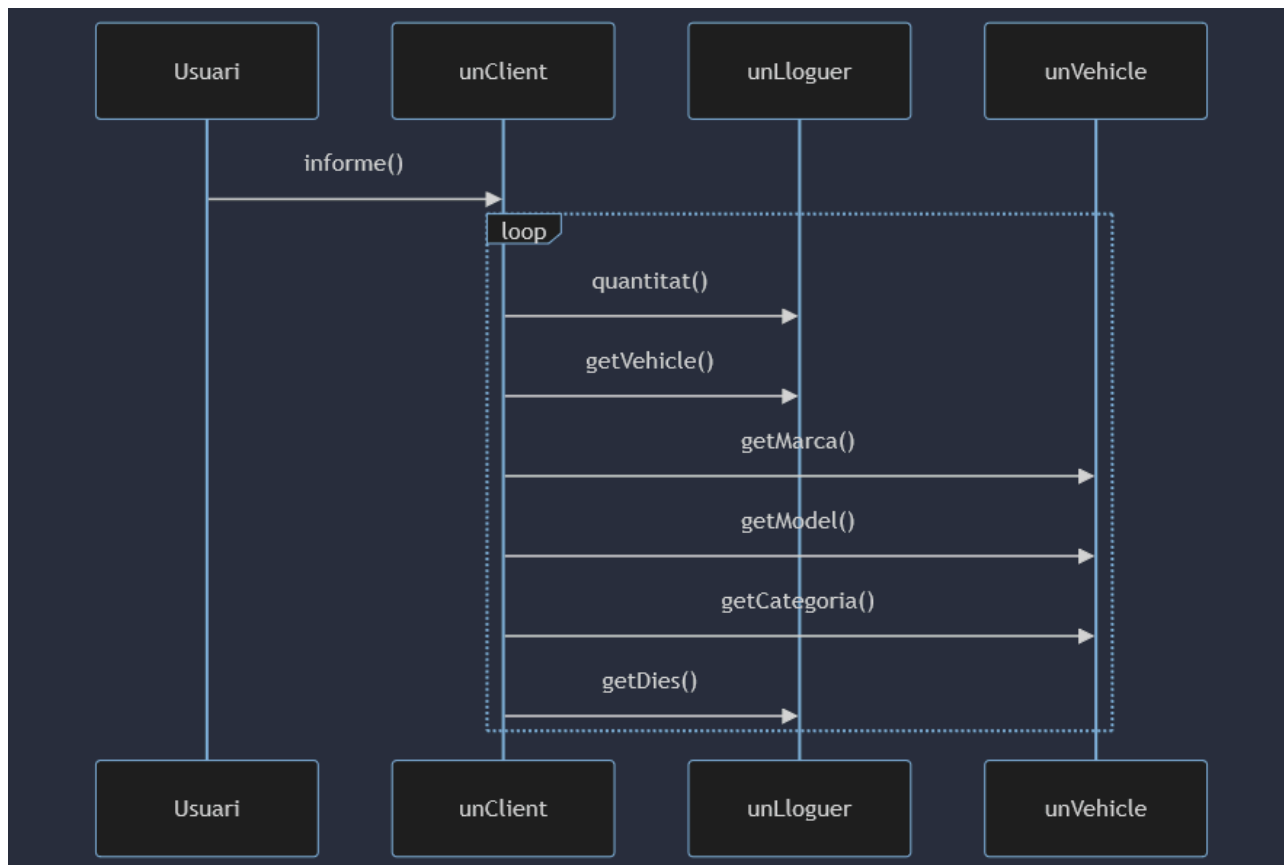 Usuari
unClient
unLloguer
unVehicle
informe()
loop
quantitat()
getVehicle()
getMarca()
getModel()
getCategoria()
getDies()
Usuari
unClient
unLloguer
unVehicle